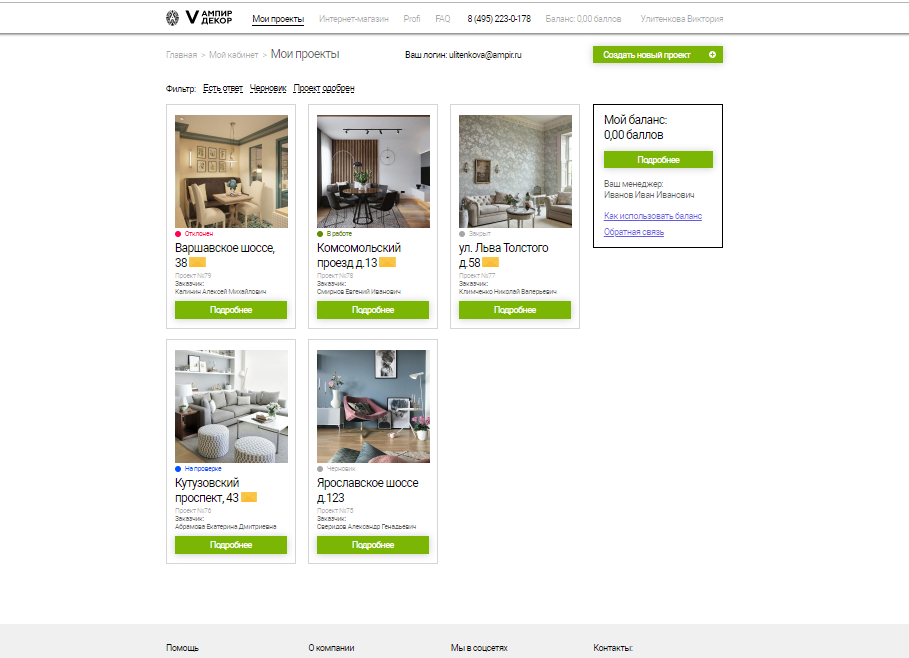 АМПИР ДЕКОР
Мои проекты Интернет-магазин Profi FAQ 8 (495) 223-0-178 Баланс: 0,00 баллов Улитенкова Виктория
Главная > Мой кабинет > Мои проекты
Ваш логин: ulitenkova@ampir.ru
Создать новый проект
Фильтр: Есть ответ Черновик Проект одобрен
Отклонен
Варшавское шоссе,
38
Проект №79
Заказчик:
Калинин Алексей Михайлович
Подробнее
В работе
Комсомольский
проезд д.13
Проект №78
Заказчик:
Смирнов Евгений Иванович
Подробнее
Закрыт
ул. Льва Толстого
д.58
Проект №77
Заказчик:
Климченко Николай Валерьевич
Подробнее
Мой баланс:
0,00 баллов
Подробнее
Ваш менеджер:
Иванов Иван Иванович
Как использовать баланс
Обратная связь
На проверке
Кутузовский
проспект, 43
Проект №76
Заказчик:
Абрамова Екатерина Дмитриевна
Подробнее
Черновик
Ярославское шоссе
д.123
Проект №75
Заказчик:
Сверидов Александр Генадьевич
Подробнее
Помощь О компании Мы в соцсетях Контакты: